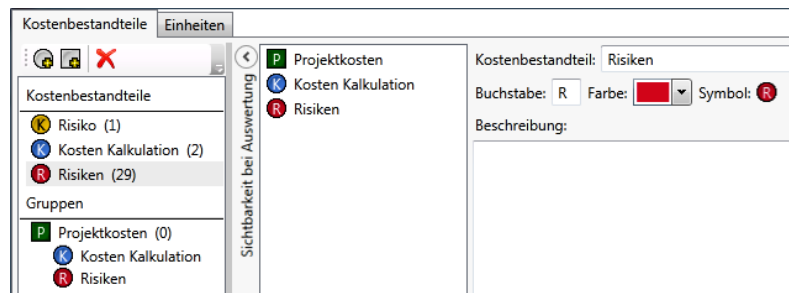 Kostenbestandteile Einheiten
Kostenbestandteile
K Risiko (1)
K Kosten Kalkulation (2)
R Risiken (29)
Gruppen
P Projektkosten (0)
K Kosten Kalkulation
R Risiken
Sichtbarkeit bei Auswertung
P Projektkosten
K Kosten Kalkulation
R Risiken
Kostenbestandteil: Risiken
Buchstabe: R Farbe: Symbol: R
Beschreibung: